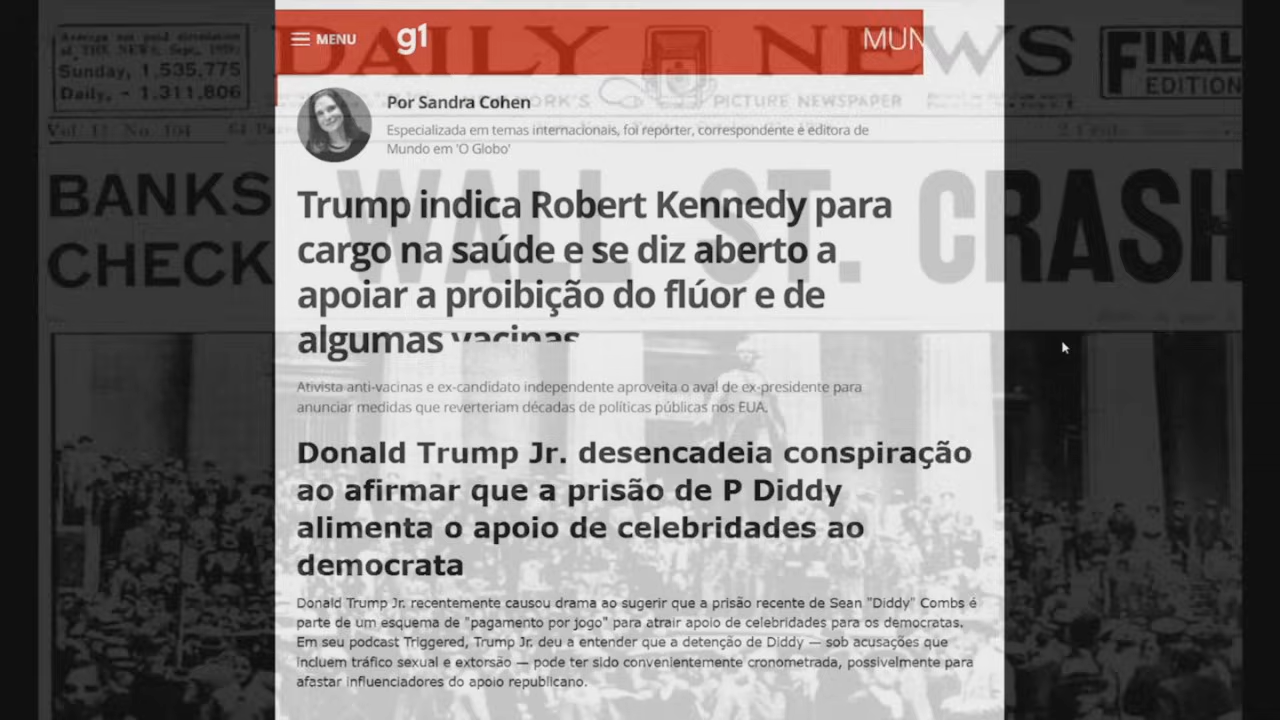 MENU g1 MUN
DAILY NEWS
FINAL
EDITION
Sunday, 1,535,775
Daily, - 1,311,806
PICTURE NEWSPAPER
Vol. 11. No. 104
BANKS
CHECK
WALL ST. CRASH
Por Sandra Cohen
Especializada em temas internacionais, foi repórter, correspondente e editora de
Mundo em 'O Globo'
Trump indica Robert Kennedy para
cargo na saúde e se diz aberto a
apoiar a proibição do flúor e de
algumas vacinas
Ativista anti-vacinas e ex-candidato independente aproveita o aval de ex-presidente para
anunciar medidas que reverteriam décadas de políticas públicas nos EUA.
Donald Trump Jr. desencadeia conspiração
ao afirmar que a prisão de P Diddy
alimenta o apoio de celebridades ao
democrata
Donald Trump Jr. recentemente causou drama ao sugerir que a prisão recente de Sean "Diddy" Combs é
parte de um esquema de "pagamento por jogo" para atrair apoio de celebridades para os democratas.
Em seu podcast Triggered, Trump Jr. deu a entender que a detenção de Diddy — sob acusações que
incluem tráfico sexual e extorsão — pode ter sido convenientemente cronometrada, possivelmente para
afastar influenciadores do apoio republicano.